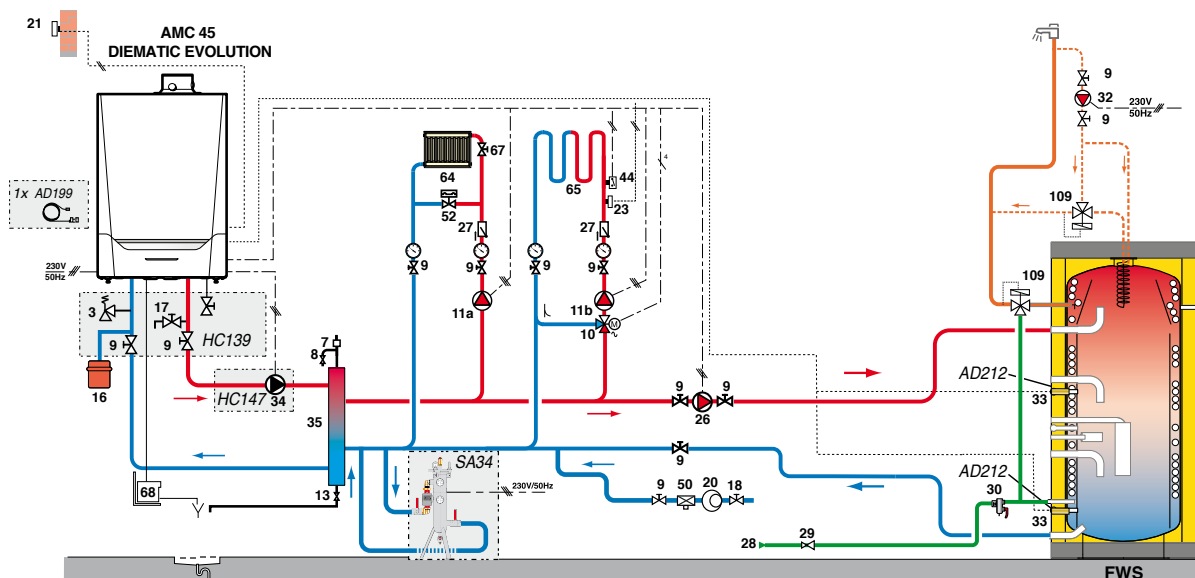 21
AMC 45
DIEMATIC EVOLUTION
9
32
230V
50Hz
9
67
64
65
44
4
23
52
1x AD199
109
27
27
9
9
9
9
230V
50Hz
109
3
17
11a
11b
10
M
HC139
9
9
7
8
16
HC147
34
35
9
9
26
AD212
33
SA34
9
68
13
230V/50Hz
9
50
20
18
AD212
30
33
28
29
FWS